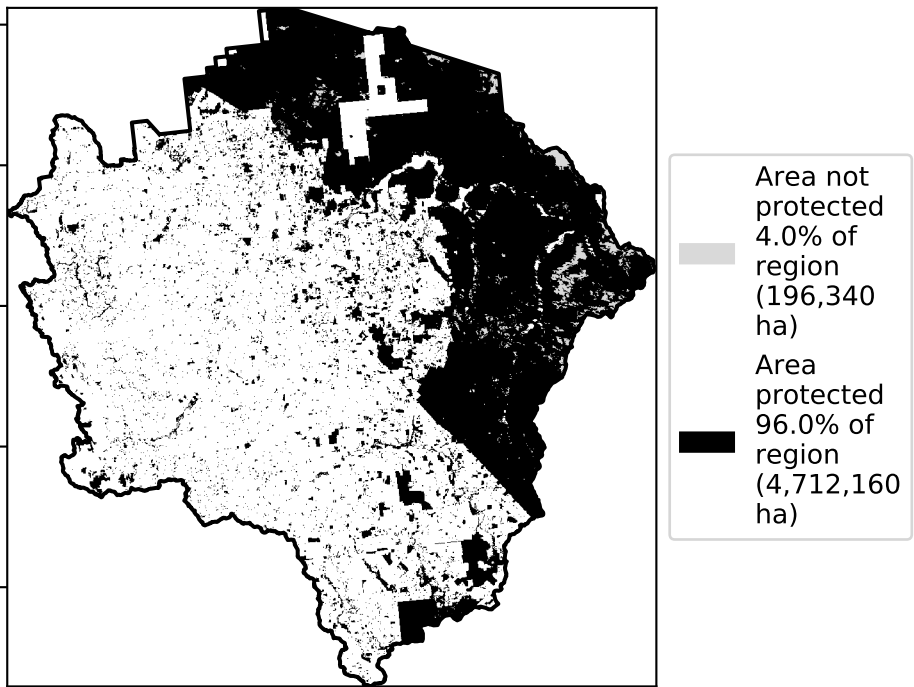 Area not
protected
4.0% of
region
(196,340
ha)
Area
protected
96.0% of
region
(4,712,160
ha)